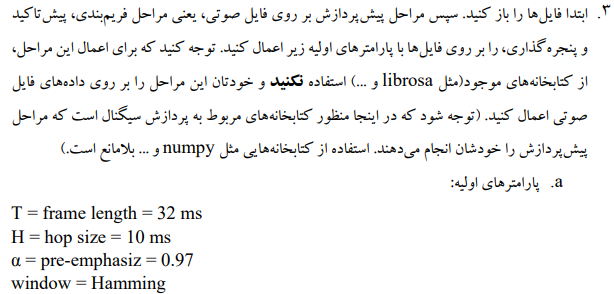 ۳. ابتدا فایل‌ها را باز کنید. سپس مراحل پیش‌پردازش بر روی فایل صوتی، یعنی مراحل فریم‌بندی، پیش‌تاکید
و پنجره‌گذاری، را بر روی فایل‌ها با پارامترهای اولیه زیر اعمال کنید. توجه کنید که برای اعمال این مراحل،
از کتابخانه‌های موجود(مثل librosa و ...) استفاده نکنید و خودتان این مراحل را بر روی داده‌های فایل
صوتی اعمال کنید. (توجه شود که در اینجا منظور کتابخانه‌های مربوط به پردازش سیگنال است که مراحل
پیش‌پردازش را خودشان انجام می‌دهند. استفاده از کتابخانه‌هایی مثل numpy و ... بلامانع است.)
a. پارامترهای اولیه:
T = frame length = 32 ms
H = hop size = 10 ms
α = pre-emphasiz = 0.97
window = Hamming